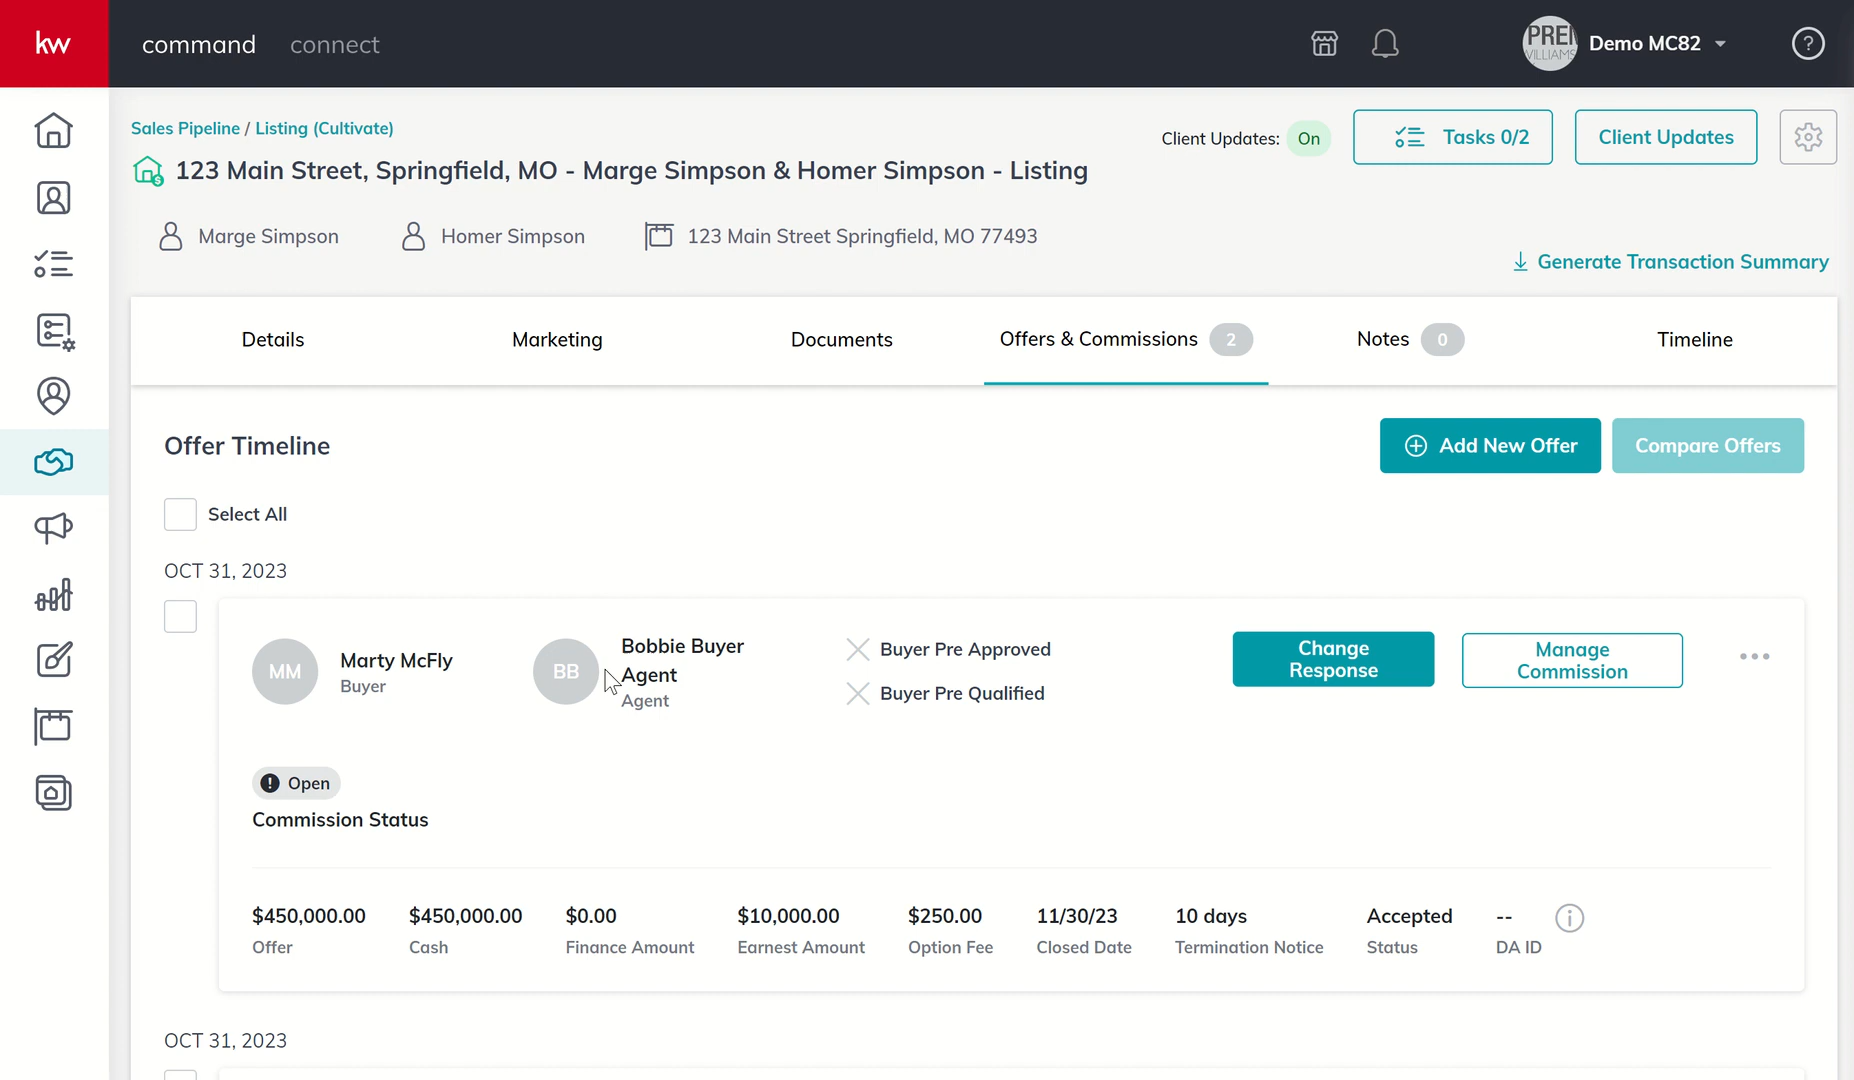 kw
command
connect
PREM
WILLIAMS
Demo MC82
?
Sales Pipeline / Listing (Cultivate)
Client Updates: On
Tasks 0/2
Client Updates
123 Main Street, Springfield, MO - Marge Simpson & Homer Simpson - Listing
Marge Simpson
Homer Simpson
123 Main Street Springfield, MO 77493
Generate Transaction Summary
Details
Marketing
Documents
Offers & Commissions 2
Notes 0
Timeline
Offer Timeline
Add New Offer
Compare Offers
Select All
OCT 31, 2023
MM
Marty McFly
Buyer
BB
Bobbie Buyer
Agent
Agent
Buyer Pre Approved
Buyer Pre Qualified
Change
Response
Manage
Commission
Open
Commission Status
$450,000.00
Offer
$450,000.00
Cash
$0.00
Finance Amount
$10,000.00
Earnest Amount
$250.00
Option Fee
11/30/23
Closed Date
10 days
Termination Notice
Accepted
Status
--
DA ID
OCT 31, 2023